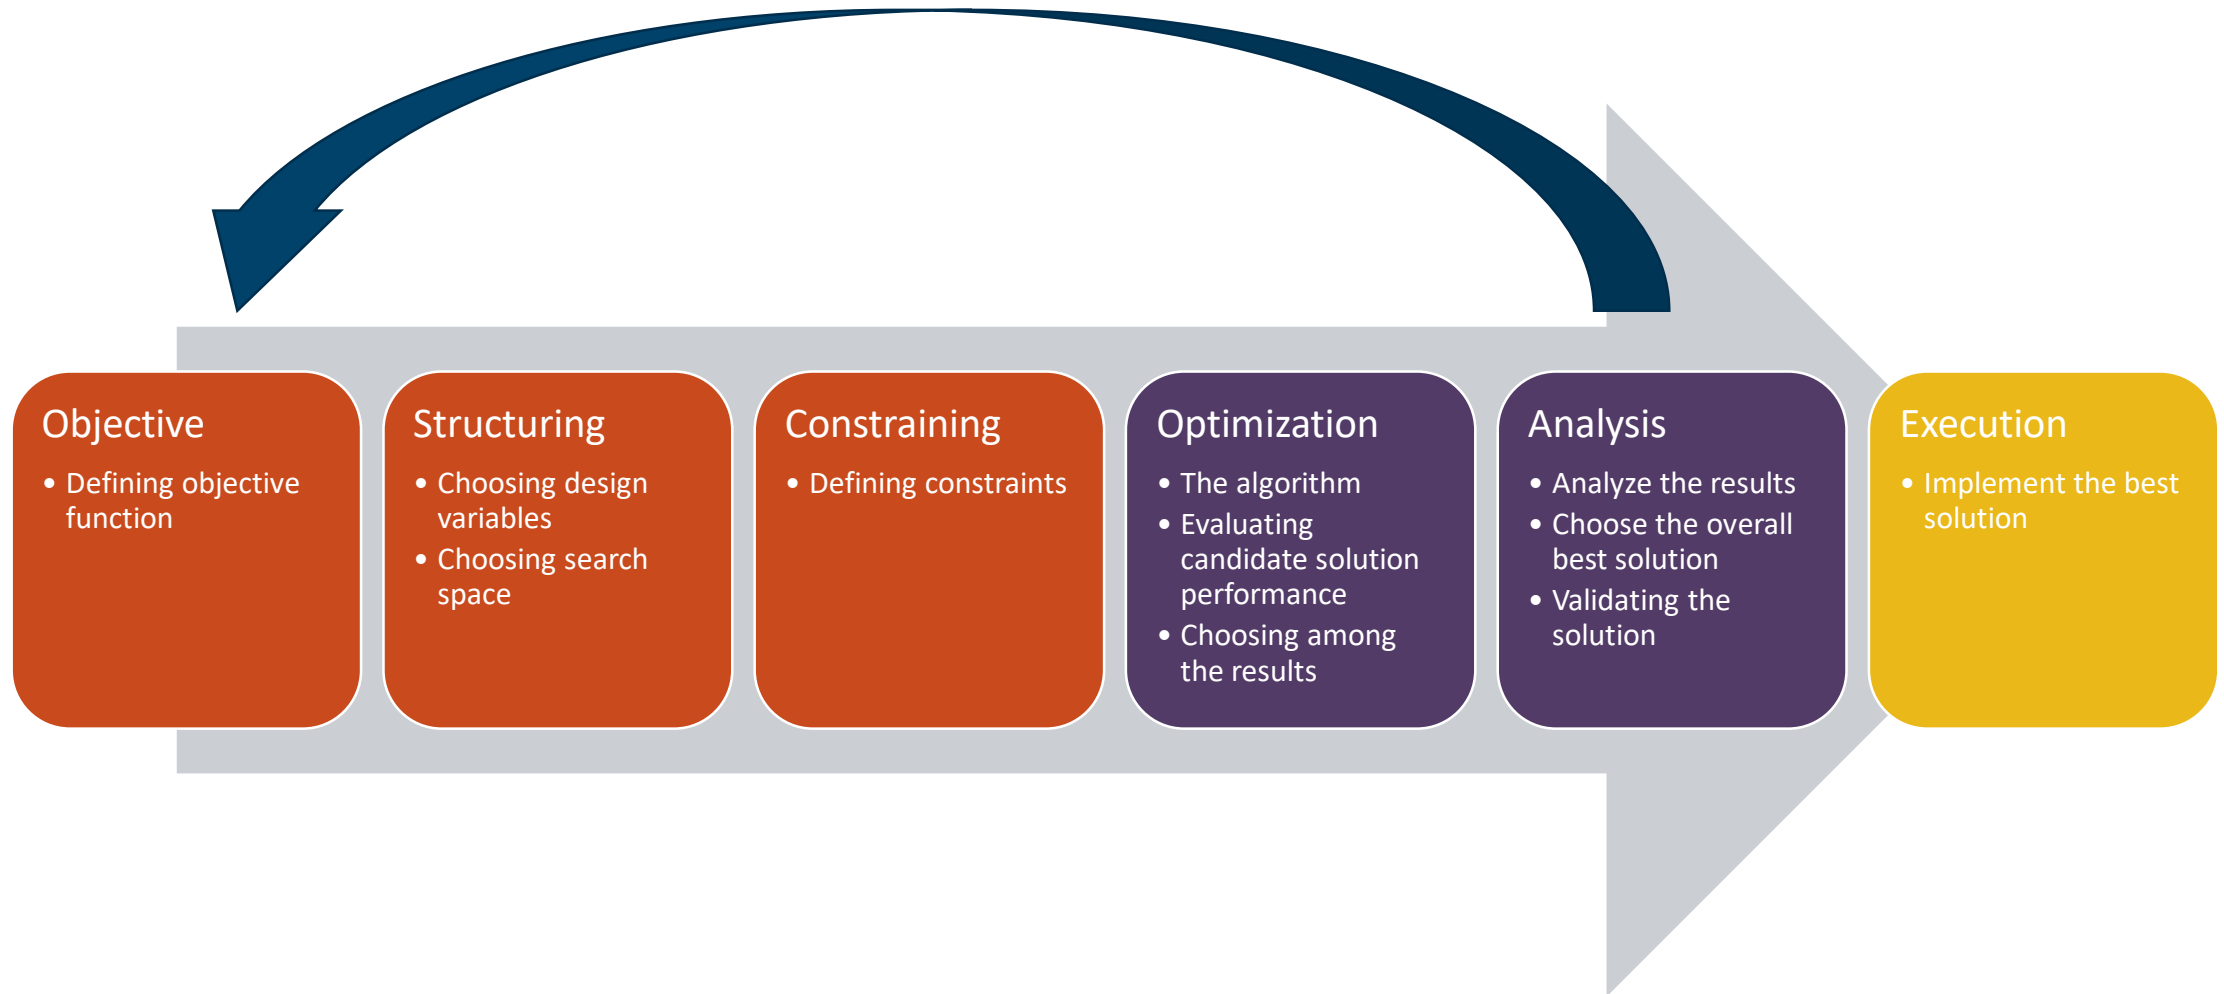 Objective
• Defining objective
function
Structuring
• Choosing design
variables
• Choosing search
space
Constraining
• Defining constraints
Optimization
• The algorithm
• Evaluating
candidate solution
performance
• Choosing among
the results
Analysis
• Analyze the results
• Choose the overall
best solution
• Validating the
solution
Execution
• Implement the best
solution